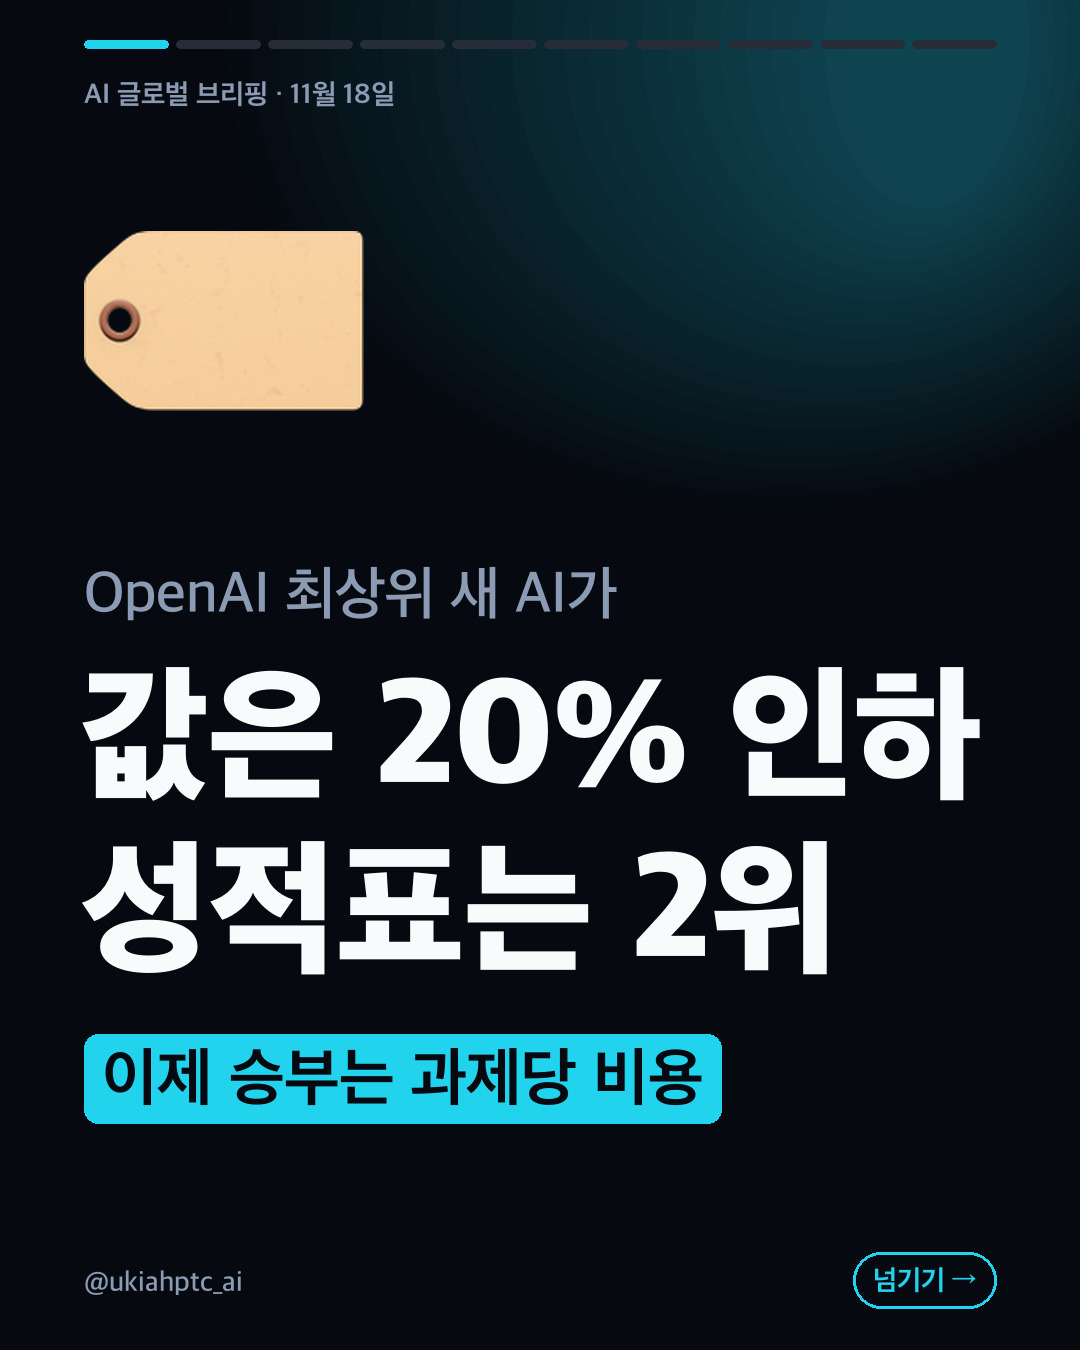 AI 글로벌 브리핑 · 11월 18일
OpenAI 최상위 새 AI가
값은 20% 인하
성적표는 2위
이제 승부는 과제당 비용
@ukiahptc_ai
넘기기 →